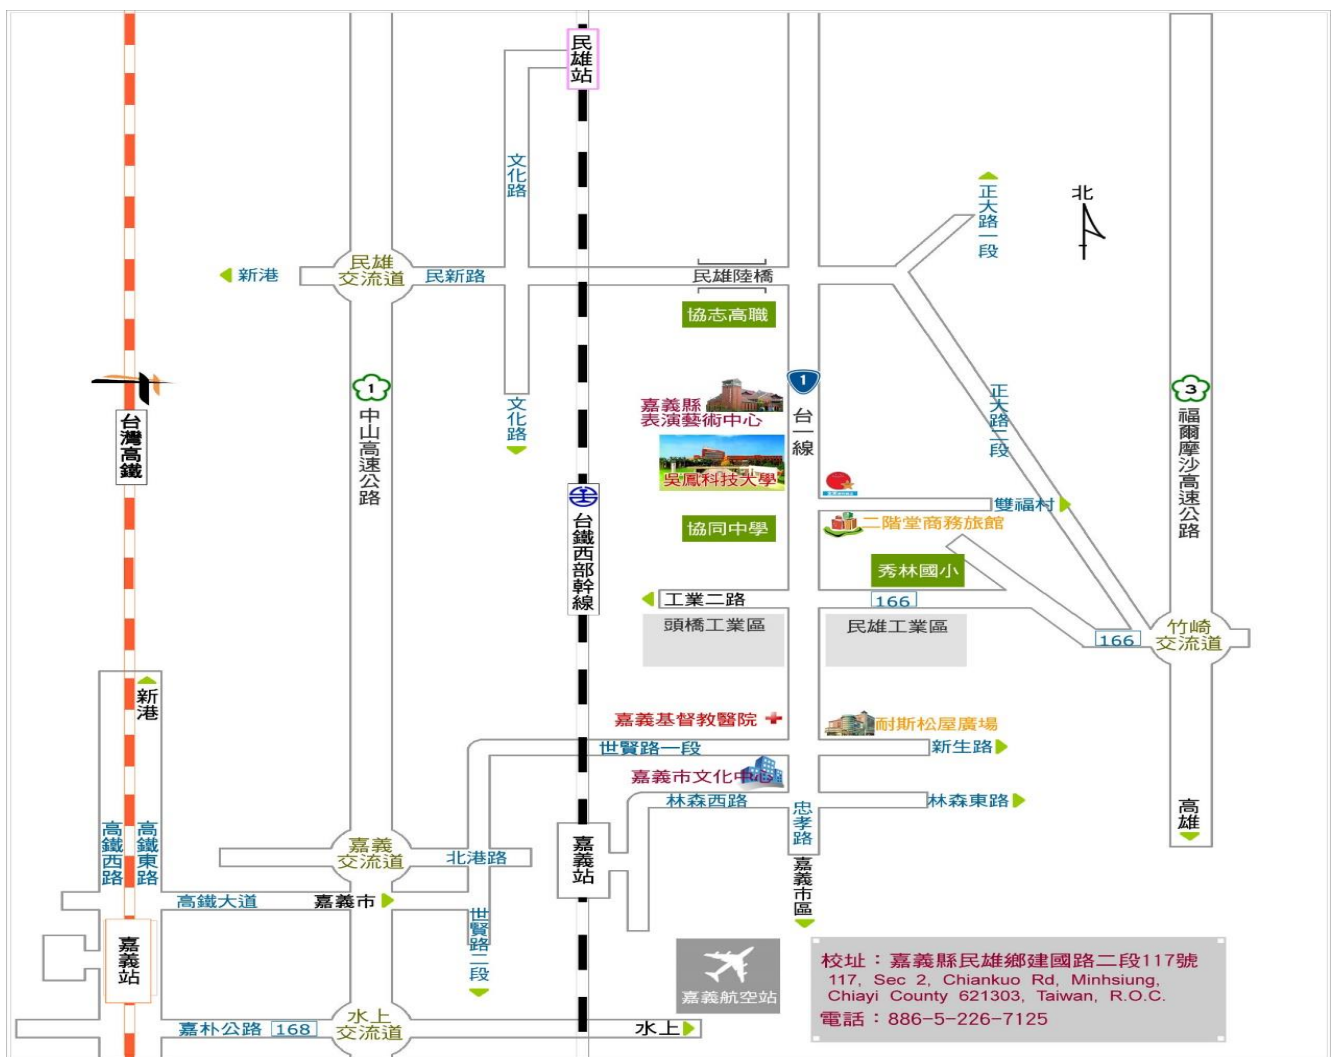 民雄站
文化路
正大路一段
北
新港
民雄
交流道
民新路
民雄陸橋
協志高職
1
中山高速公路
1
台一線
3
福爾摩沙高速公路
台灣高鐵
文化路
正大路二段
嘉義縣
表演藝術中心
吳鳳科技大學
台鐵西部幹線
雙福村
二階堂商務旅館
協同中學
秀林國小
工業二路
166
頭橋工業區
民雄工業區
166
竹崎
交流道
新港
嘉義基督教醫院
耐斯松屋廣場
世賢路一段
新生路
嘉義市文化中心
林森西路
忠孝路
林森東路
高雄
高鐵西路
高鐵東路
嘉義
交流道
北港路
嘉義站
嘉義市區
高鐵大道
嘉義市
世賢路二段
嘉義站
嘉義航空站
校址：嘉義縣民雄鄉建國路二段117號
117, Sec 2, Chiankuo Rd, Minhsiung,
Chiayi County 621303, Taiwan, R.O.C.
電話：886-5-226-7125
嘉朴公路 168
水上
交流道
水上